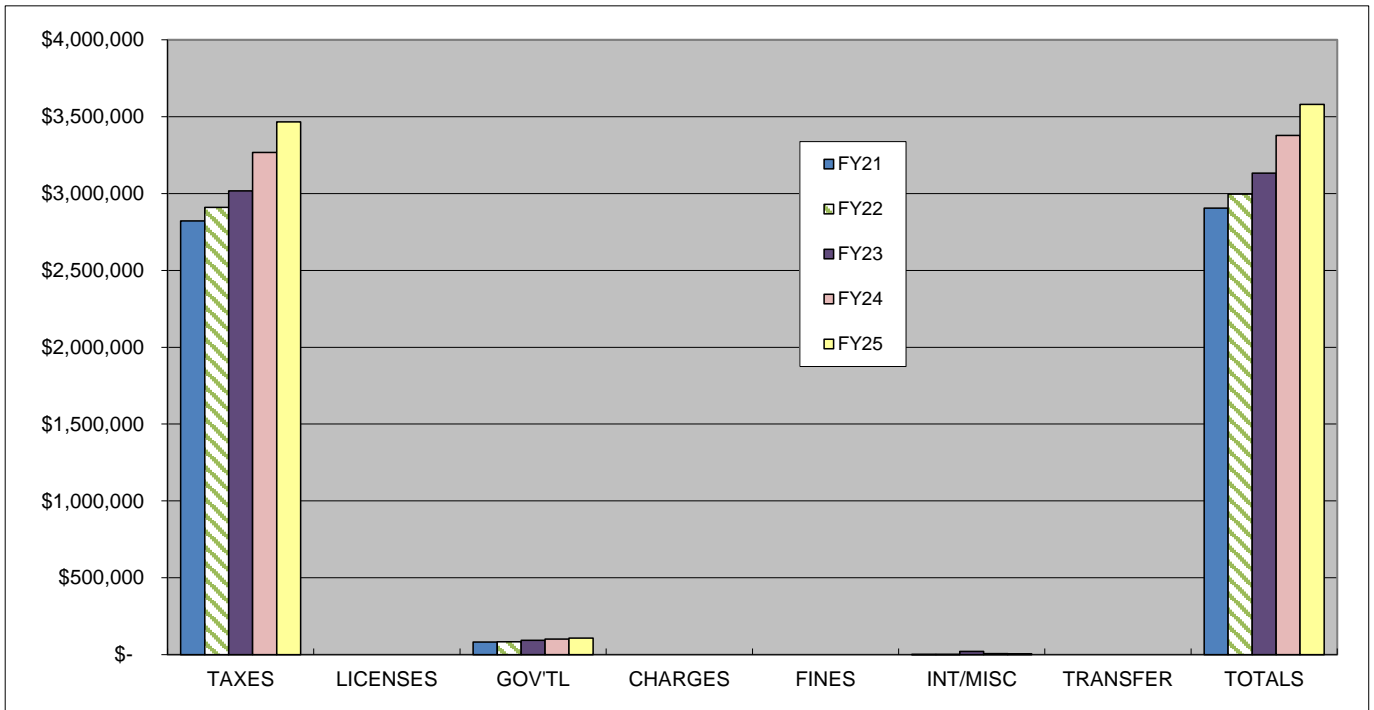 $4,000,000
$3,500,000
$3,000,000
$2,500,000
$2,000,000
$1,500,000
$1,000,000
$500,000
$-
FY21
FY22
FY23
FY24
FY25
TAXES LICENSES GOV'TL CHARGES FINES INT/MISC TRANSFER TOTALS